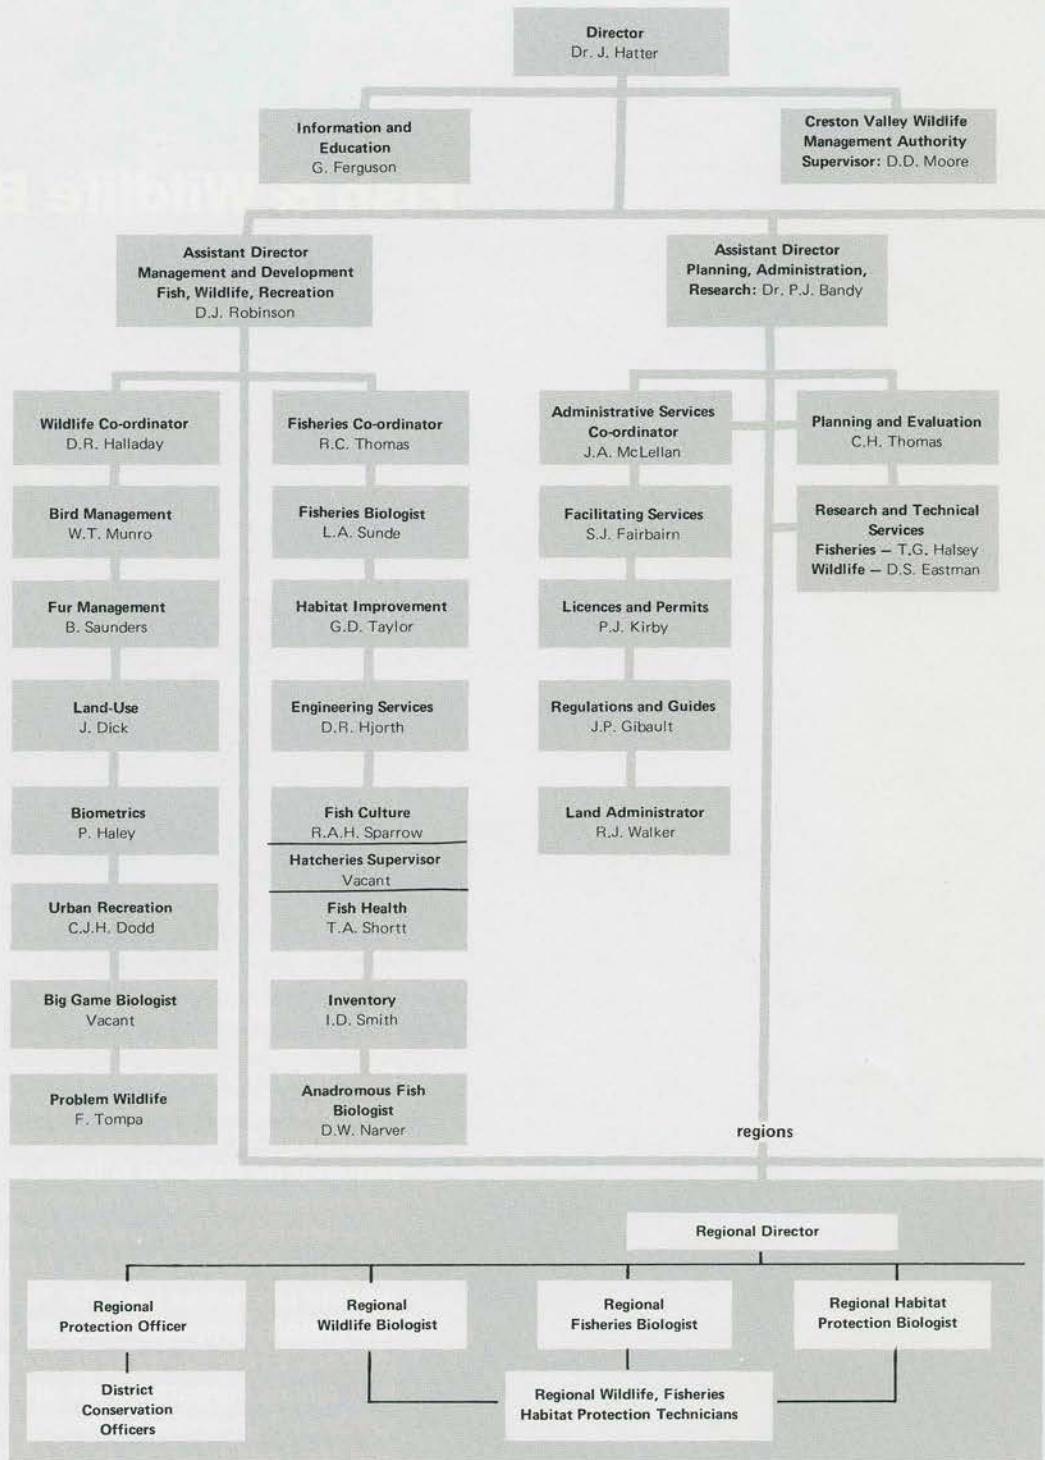 Director
Dr. J. Hatter
Information and
Education
G. Ferguson
Creston Valley Wildlife
Management Authority
Supervisor: D.D. Moore
Assistant Director
Management and Development
Fish, Wildlife, Recreation
D.J. Robinson
Assistant Director
Planning, Administration,
Research: Dr. P.J. Bandy
Wildlife Co-ordinator
D.R. Halladay
Bird Management
W.T. Munro
Fur Management
B. Saunders
Land-Use
J. Dick
Biometrics
P. Haley
Urban Recreation
C.J.H. Dodd
Big Game Biologist
Vacant
Problem Wildlife
F. Tompa
Fisheries Co-ordinator
R.C. Thomas
Fisheries Biologist
L.A. Sunde
Habitat Improvement
G.D. Taylor
Engineering Services
D.R. Hjorth
Fish Culture
R.A.H. Sparrow
Hatcheries Supervisor
Vacant
Fish Health
T.A. Shortt
Inventory
I.D. Smith
Anadromous Fish
Biologist
D.W. Narver
Administrative Services
Co-ordinator
J.A. McLellan
Facilitating Services
S.J. Fairbairn
Licences and Permits
P.J. Kirby
Regulations and Guides
J.P. Gibault
Land Administrator
R.J. Walker
Planning and Evaluation
C.H. Thomas
Research and Technical
Services
Fisheries — T.G. Halsey
Wildlife — D.S. Eastman
regions
Regional Director
Regional
Protection Officer
Regional
Wildlife Biologist
Regional
Fisheries Biologist
Regional Habitat
Protection Biologist
District
Conservation
Officers
Regional Wildlife, Fisheries
Habitat Protection Technicians